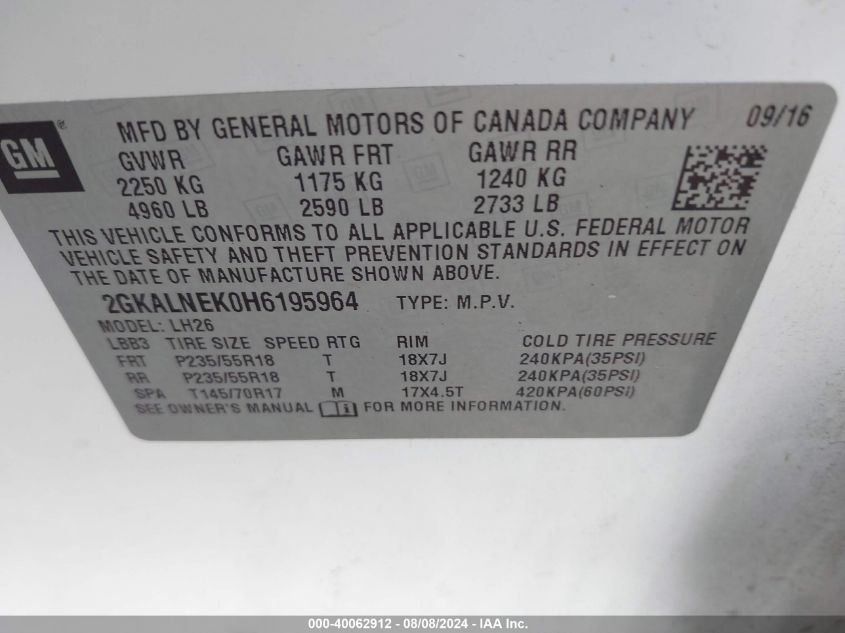 GM ® MFD BY GENERAL MOTORS OF CANADA COMPANY 09/16
GVWR GAWR FRT GAWR RR
2250 KG 1175 KG 1240 KG
4960 LB 2590 LB 2733 LB
THIS VEHICLE CONFORMS TO ALL APPLICABLE U.S. FEDERAL MOTOR
VEHICLE SAFETY AND THEFT PREVENTION STANDARDS IN EFFECT ON
THE DATE OF MANUFACTURE SHOWN ABOVE.
2GKALNEK0H6195964 TYPE: M.P.V.
MODEL: LH26
LBB3 TIRE SIZE SPEED RTG RIM COLD TIRE PRESSURE
FRT P235/55R18 T 18X7J 240KPA(35PSI)
RR P235/55R18 T 18X7J 240KPA(35PSI)
SPA T145/70R17 M 17X4.5T 420KPA(60PSI)
SEE OWNER'S MANUAL i FOR MORE INFORMATION.
000-40062912 - 08/08/2024 - IAA Inc.